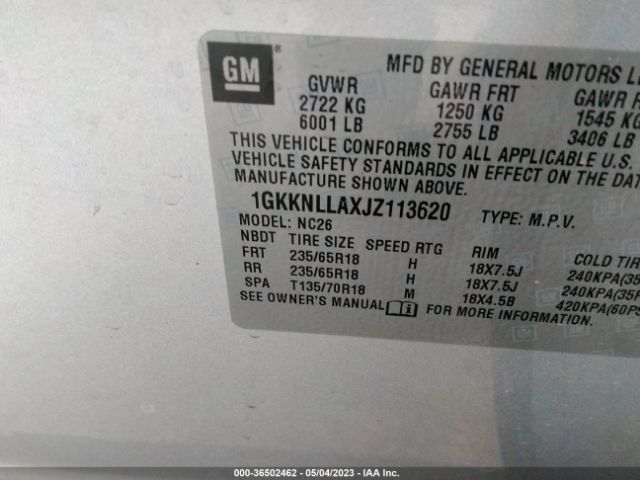 GM ®
MFD BY GENERAL MOTORS L
GVWR GAWR FRT GAWR R
2722 KG 1250 KG 1545 KG
6001 LB 2755 LB 3406 LB
THIS VEHICLE CONFORMS TO ALL APPLICABLE U.S.
VEHICLE SAFETY STANDARDS IN EFFECT ON THE DAT
MANUFACTURE SHOWN ABOVE.
1GKKNLLAXJZ113620 TYPE: M.P.V.
MODEL: NC26
NBDT TIRE SIZE SPEED RTG RIM COLD TIR
FRT 235/65R18 H 18X7.5J 240KPA(35
RR 235/65R18 H 18X7.5J 240KPA(35P
SPA T135/70R18 M 18X4.5B 420KPA(60PS
SEE OWNER'S MANUAL FOR MORE INFORMATION.
000-36502462 - 05/04/2023 - IAA Inc.